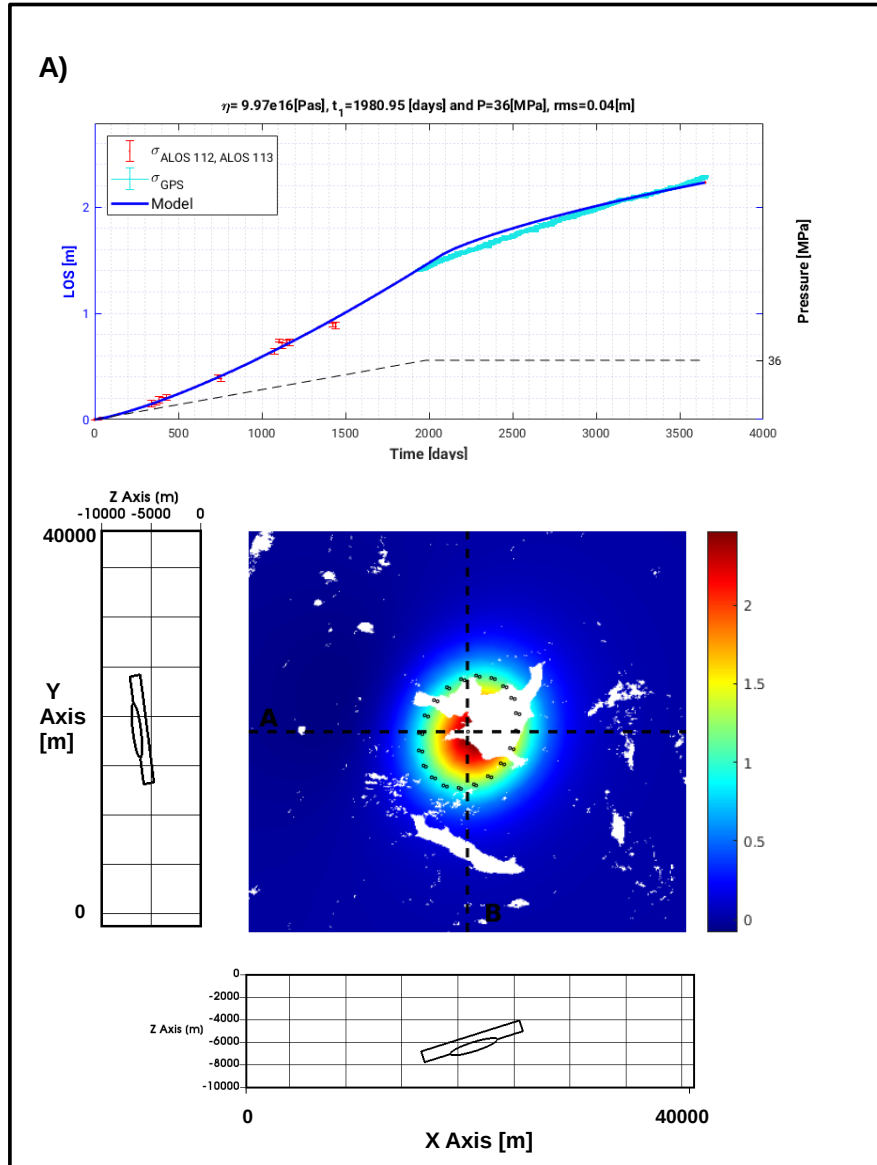 A)
η= 9.97e16[Pas], t1=1980.95 [days] and P=36[MPa], rms=0.04[m]
σALOS 112, ALOS 113
σGPS
Model
2
1
0
LOS [m]
Pressure [MPa]
36
0 500 1000 1500 2000 2500 3000 3500 4000
Time [days]
Z Axis (m)
-10000 -5000 0
40000
Y
Axis
[m]
0
A
B
2
1.5
1
0.5
0
0
-2000
-4000
Z Axis (m)
-6000
-8000
-10000
0 40000
X Axis [m]